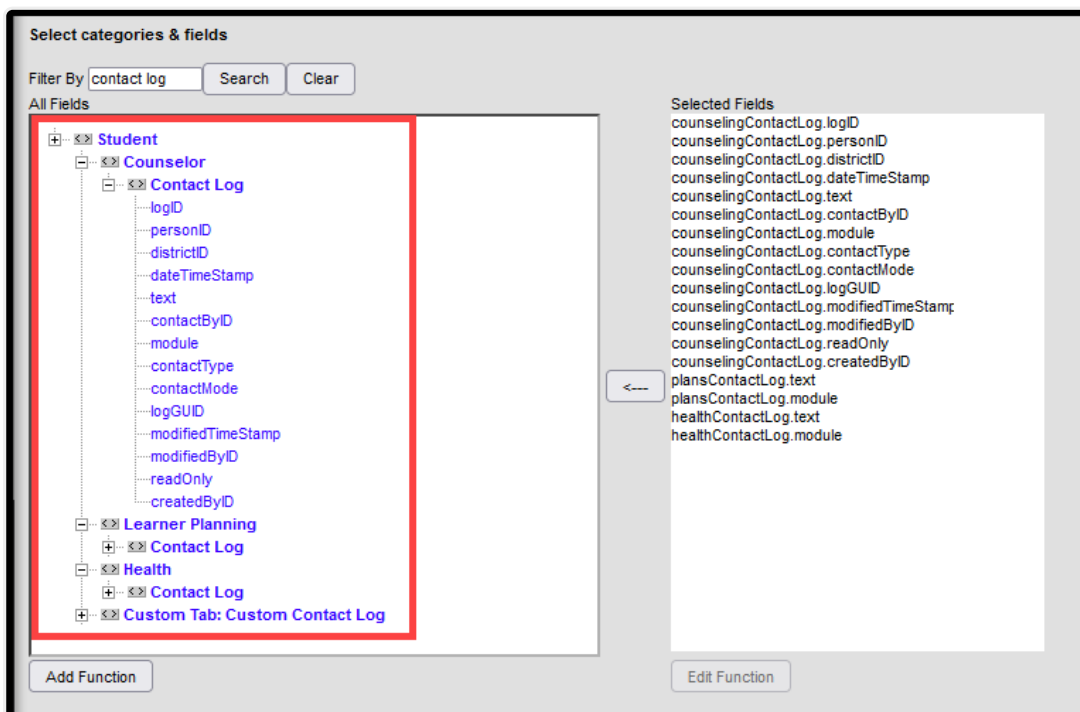 Select categories & fields
Filter By contact log Search Clear
All Fields
Student
Counselor
Contact Log
logID
personID
districtID
dateTimeStamp
text
contactByID
module
contactType
contactMode
logGUID
modifiedTimeStamp
modifiedByID
readOnly
createdByID
Learner Planning
Contact Log
Health
Contact Log
Custom Tab: Custom Contact Log
Add Function
<---
Selected Fields
counselingContactLog.logID
counselingContactLog.personID
counselingContactLog.districtID
counselingContactLog.dateTimeStamp
counselingContactLog.text
counselingContactLog.contactByID
counselingContactLog.module
counselingContactLog.contactType
counselingContactLog.contactMode
counselingContactLog.logGUID
counselingContactLog.modifiedTimeStamp
counselingContactLog.modifiedByID
counselingContactLog.readOnly
counselingContactLog.createdByID
plansContactLog.text
plansContactLog.module
healthContactLog.text
healthContactLog.module
Edit Function